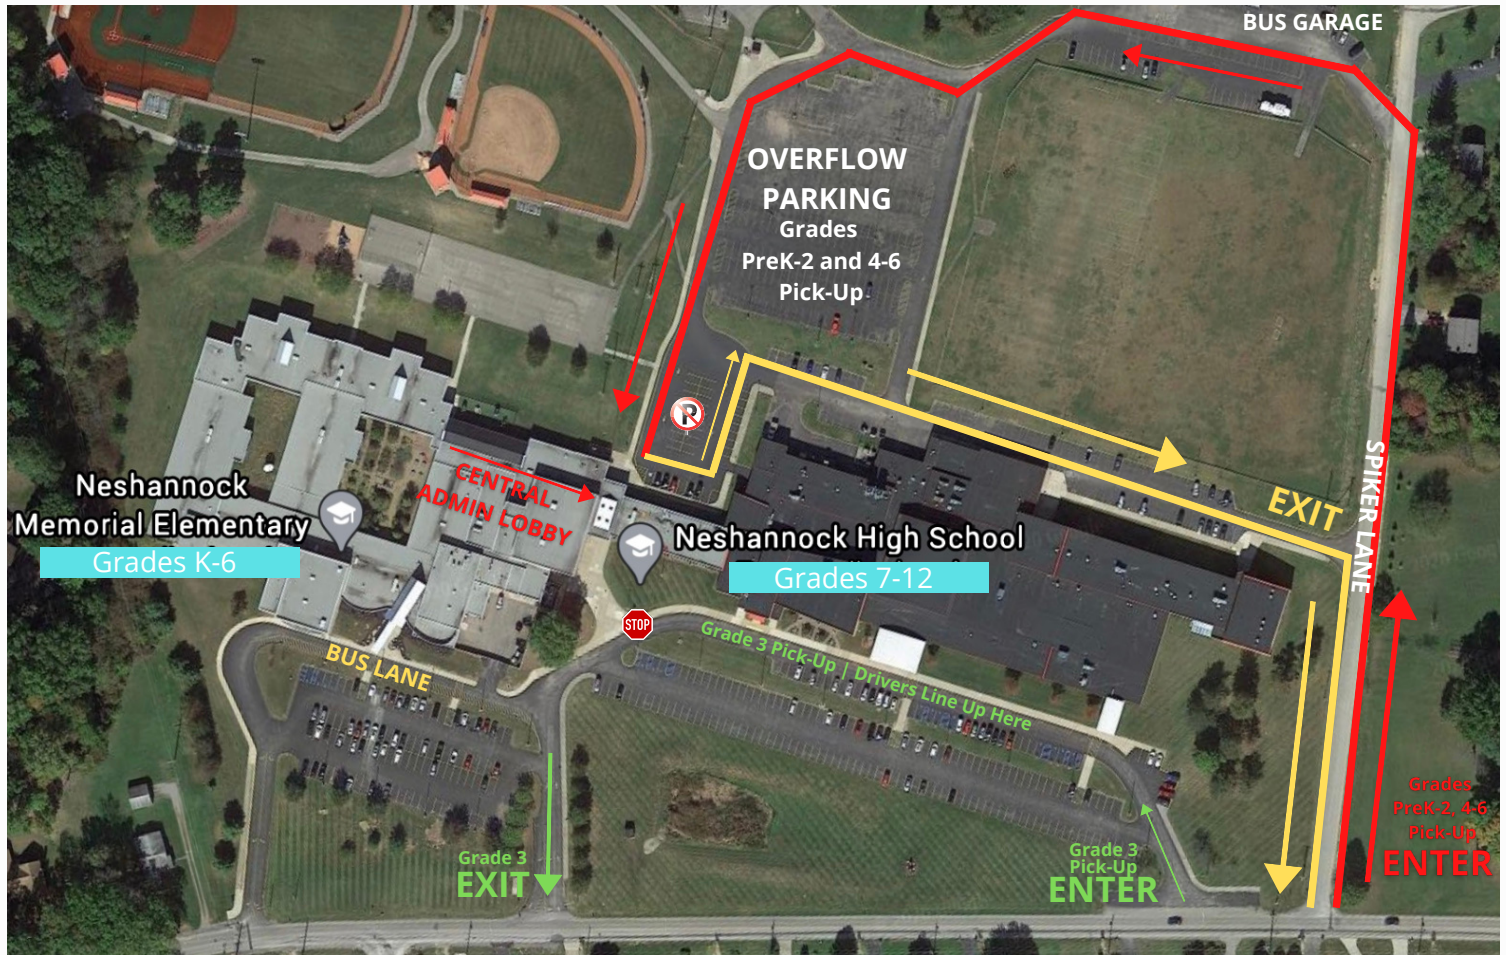 BUS GARAGE
OVERFLOW
PARKING
Grades
PreK-2 and 4-6
Pick-Up
P
CENTRAL
ADMIN LOBBY
EXIT
SPIKER LANE
Neshannock
Memorial Elementary
Grades K-6
Neshannock High School
Grades 7-12
STOP
Grade 3 Pick-Up | Drivers Line Up Here
BUS LANE
Grades
PreK-2, 4-6
Pick-Up
ENTER
Grade 3
EXIT
Grade 3
Pick-Up
ENTER